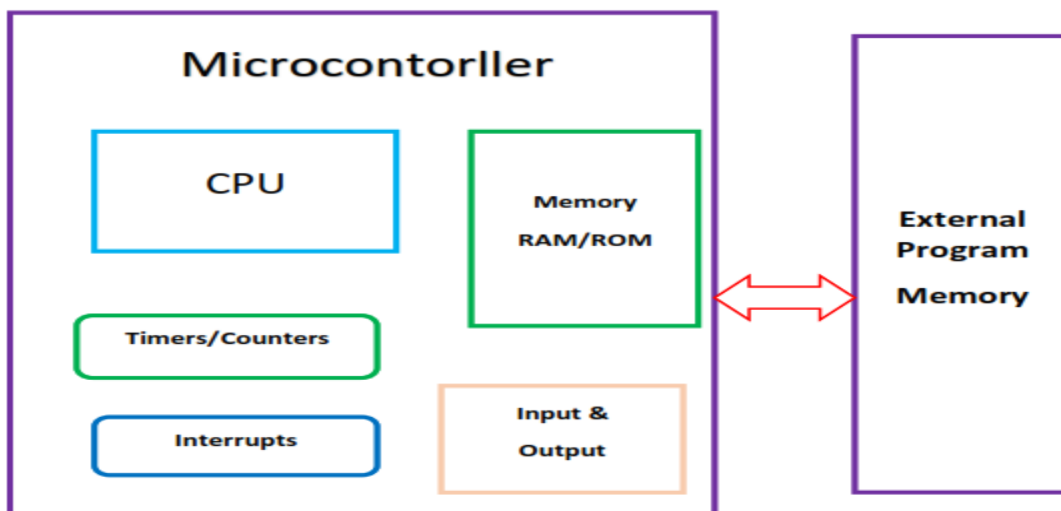 Microcontorller
CPU
Memory
RAM/ROM
Timers/Counters
Interrupts
Input &
Output
External
Program
Memory